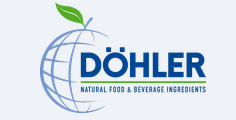 DÖHLER
NATURAL FOOD & BEVERAGE INGREDIENTS